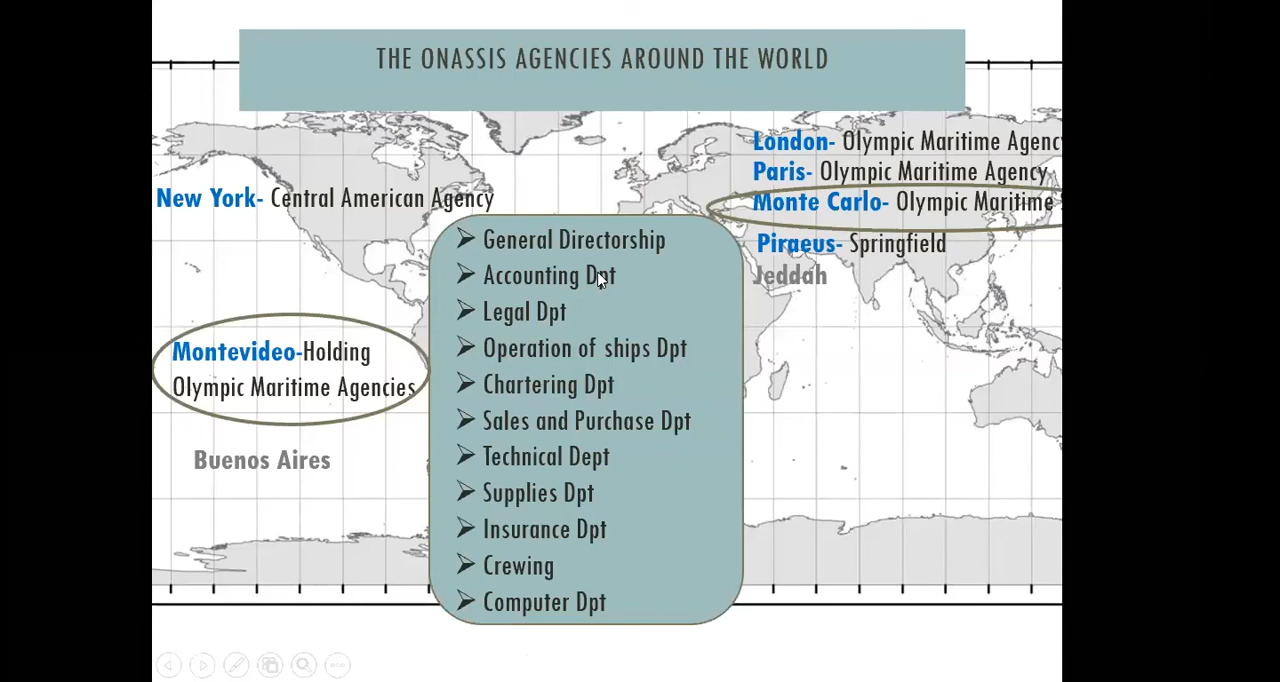 THE ONASSIS AGENCIES AROUND THE WORLD
London- Olympic Maritime Agency
Paris- Olympic Maritime Agency
New York- Central American Agency
Monte Carlo- Olympic Maritime
Piraeus- Springfield
Jeddah
Montevideo-Holding
Olympic Maritime Agencies
Buenos Aires
General Directorship
Accounting Dpt
Legal Dpt
Operation of ships Dpt
Chartering Dpt
Sales and Purchase Dpt
Technical Dept
Supplies Dpt
Insurance Dpt
Crewing
Computer Dpt